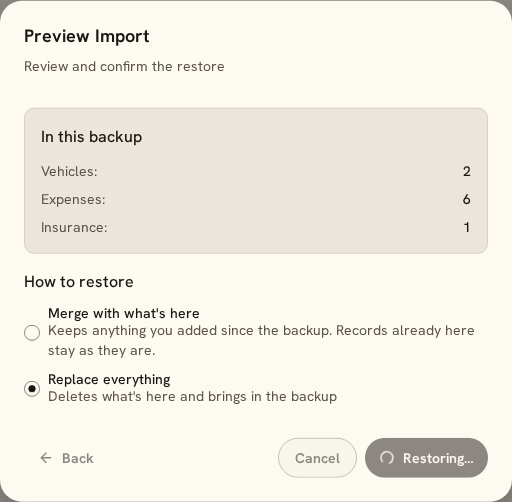 Preview Import
Review and confirm the restore
In this backup
Vehicles: 2
Expenses: 6
Insurance: 1
How to restore
Merge with what's here
Keeps anything you added since the backup. Records already here
stay as they are.
Replace everything
Deletes what's here and brings in the backup
Back Cancel Restoring...